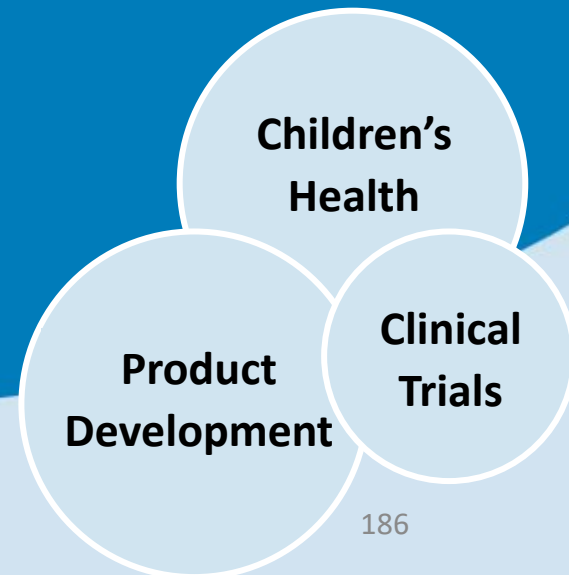 Children’s
Health
Clinical
Trials
Product
Development
186